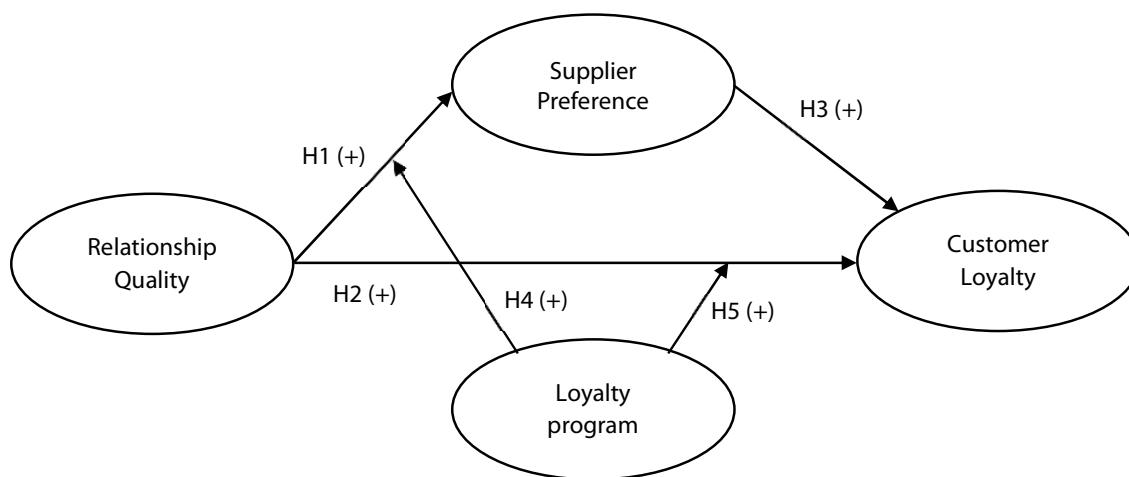 Supplier
Preference
H3 (+)
H1 (+)
Relationship
Quality
Customer
Loyalty
H2 (+)
H4 (+)
H5 (+)
Loyalty
program